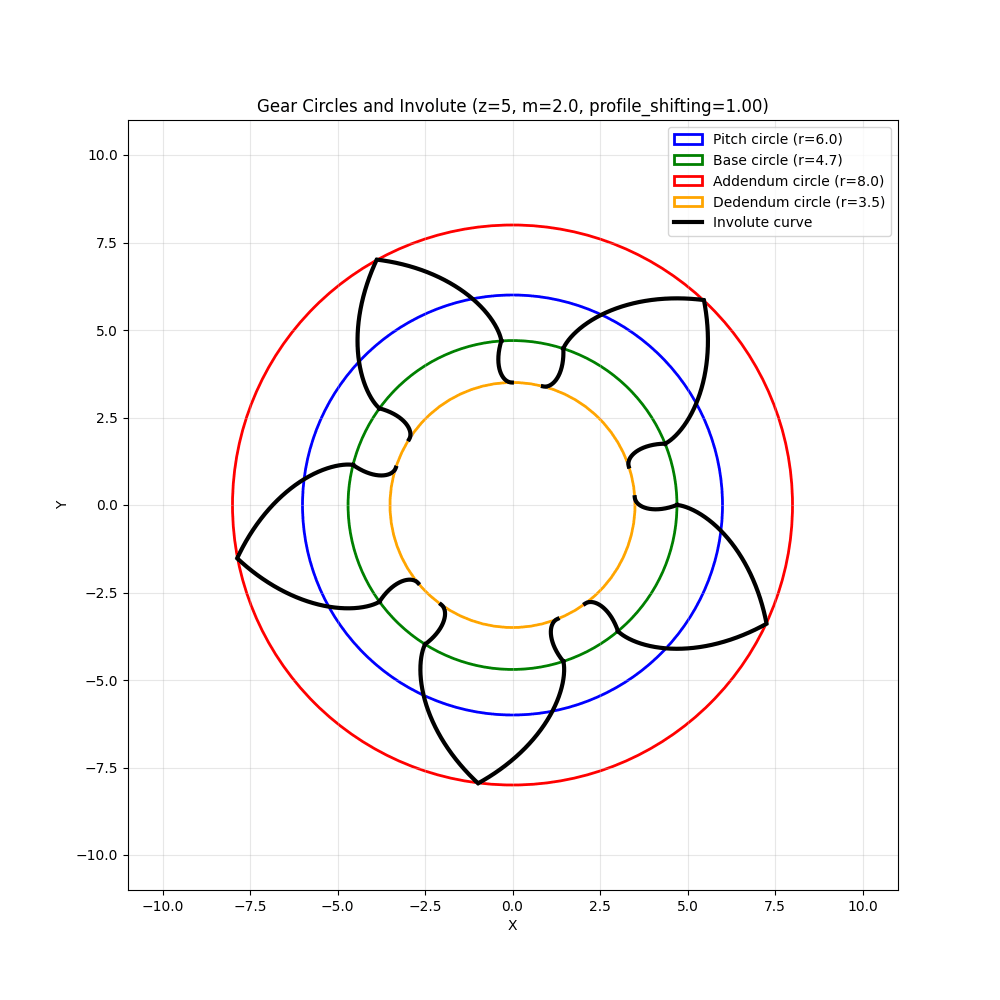 Gear Circles and Involute (z=5, m=2.0, profile_shifting=1.00)
Pitch circle (r=6.0)
Base circle (r=4.7)
Addendum circle (r=8.0)
Dedendum circle (r=3.5)
Involute curve
10.0
7.5
5.0
2.5
0.0
−2.5
−5.0
−7.5
−10.0
Y
−10.0 −7.5 −5.0 −2.5 0.0 2.5 5.0 7.5 10.0
X